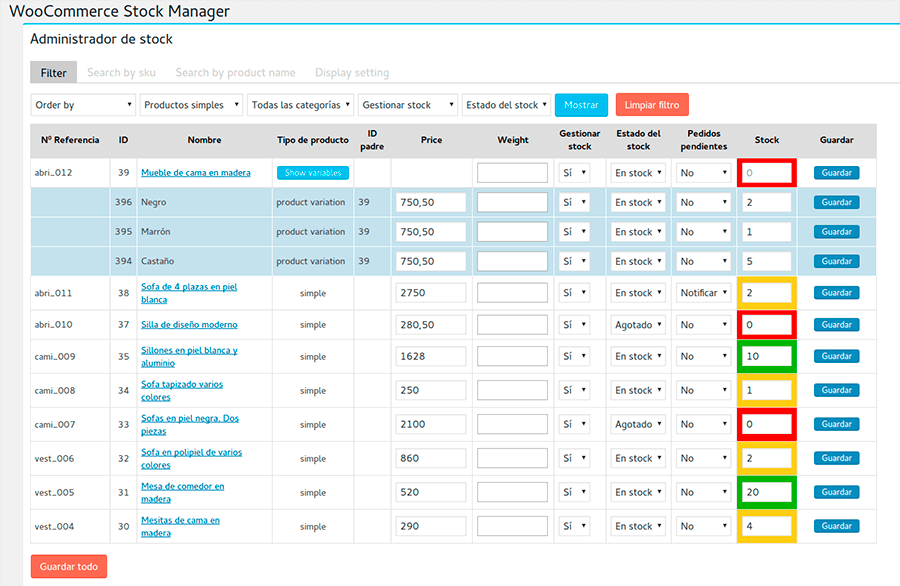 WooCommerce Stock Manager
Administrador de stock
Filter Search by sku Search by product name Display setting
Order by Productos simples Todas las categorías Gestionar stock Estado del stock Mostrar Limpiar filtro
Nº Referencia ID Nombre Tipo de producto ID padre Price Weight Gestionar stock Estado del stock Pedidos pendientes Stock Guardar
abri_012 39 Mueble de cama en madera Show variables Sí En stock No 0 Guardar
396 Negro product variation 39 750,50 Sí En stock No 2 Guardar
395 Marrón product variation 39 750,50 Sí En stock No 1 Guardar
394 Castaño product variation 39 750,50 Sí En stock No 5 Guardar
abri_011 38 Sofa de 4 plazas en piel blanca simple 2750 Sí En stock Notificar 2 Guardar
abri_010 37 Silla de diseño moderno simple 280,50 Sí Agotado No 0 Guardar
cami_009 35 Sillones en piel blanca y aluminio simple 1628 Sí En stock No 10 Guardar
cami_008 34 Sofa tapizado varios colores simple 250 Sí En stock No 1 Guardar
cami_007 33 Sofas en piel negra. Dos piezas simple 2100 Sí Agotado No 0 Guardar
vest_006 32 Sofa en polipiel de varios colores simple 860 Sí En stock No 2 Guardar
vest_005 31 Mesa de comedor en madera simple 520 Sí En stock No 20 Guardar
vest_004 30 Mesitas de cama en madera simple 290 Sí En stock No 4 Guardar
Guardar todo